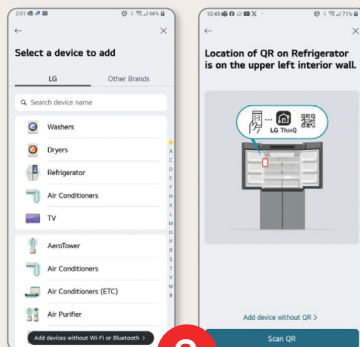 2:01
66%
Select a device to add
LG
Other Brands
Search device name
Washers
Dryers
Refrigerator
Air Conditioners
TV
AeroTower
Air Conditioners
Air Conditioners (ETC)
Air Purifier
Add devices without Wi-Fi or Bluetooth >
A
C
D
E
F
H
K
L
M
O
P
R
S
T
V
W
#
10:45
71%
Location of QR on Refrigerator
is on the upper left interior wall.
LG ThinQ
Add device without QR >
Scan QR